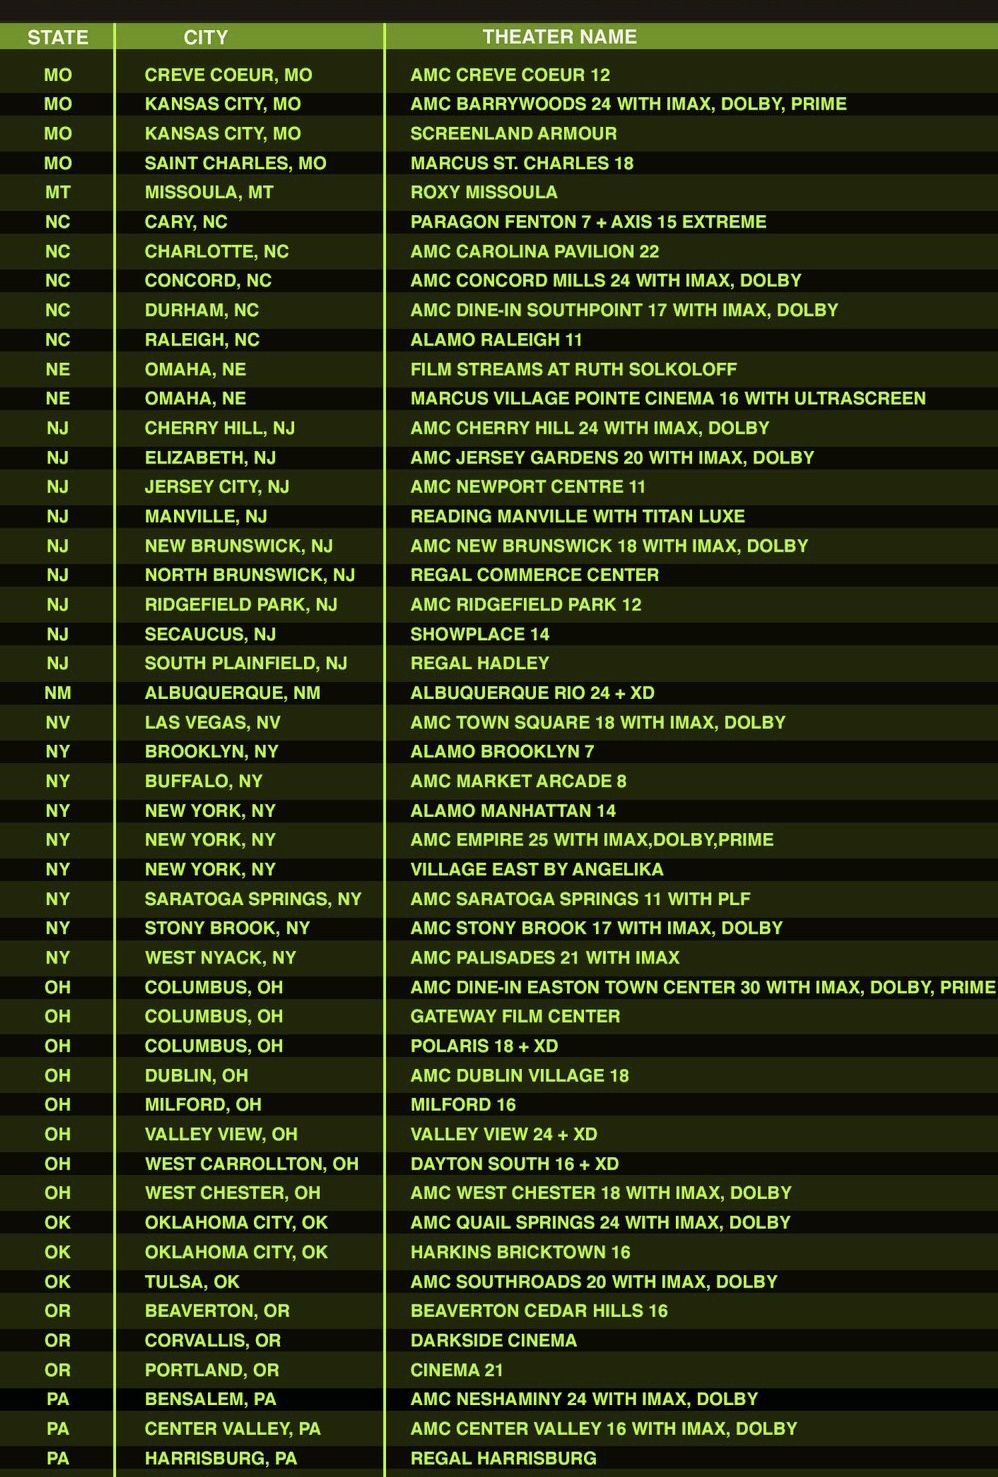 STATE CITY THEATER NAME
MO CREVE COEUR, MO AMC CREVE COEUR 12
MO KANSAS CITY, MO AMC BARRYWOODS 24 WITH IMAX, DOLBY, PRIME
MO KANSAS CITY, MO SCREENLAND ARMOUR
MO SAINT CHARLES, MO MARCUS ST. CHARLES 18
MT MISSOULA, MT ROXY MISSOULA
NC CARY, NC PARAGON FENTON 7 + AXIS 15 EXTREME
NC CHARLOTTE, NC AMC CAROLINA PAVILION 22
NC CONCORD, NC AMC CONCORD MILLS 24 WITH IMAX, DOLBY
NC DURHAM, NC AMC DINE-IN SOUTHPOINT 17 WITH IMAX, DOLBY
NC RALEIGH, NC ALAMO RALEIGH 11
NE OMAHA, NE FILM STREAMS AT RUTH SOLKOLOFF
NE OMAHA, NE MARCUS VILLAGE POINTE CINEMA 16 WITH ULTRASCREEN
NJ CHERRY HILL, NJ AMC CHERRY HILL 24 WITH IMAX, DOLBY
NJ ELIZABETH, NJ AMC JERSEY GARDENS 20 WITH IMAX, DOLBY
NJ JERSEY CITY, NJ AMC NEWPORT CENTRE 11
NJ MANVILLE, NJ READING MANVILLE WITH TITAN LUXE
NJ NEW BRUNSWICK, NJ AMC NEW BRUNSWICK 18 WITH IMAX, DOLBY
NJ NORTH BRUNSWICK, NJ REGAL COMMERCE CENTER
NJ RIDGEFIELD PARK, NJ AMC RIDGEFIELD PARK 12
NJ SECAUCUS, NJ SHOWPLACE 14
NJ SOUTH PLAINFIELD, NJ REGAL HADLEY
NM ALBUQUERQUE, NM ALBUQUERQUE RIO 24 + XD
NV LAS VEGAS, NV AMC TOWN SQUARE 18 WITH IMAX, DOLBY
NY BROOKLYN, NY ALAMO BROOKLYN 7
NY BUFFALO, NY AMC MARKET ARCADE 8
NY NEW YORK, NY ALAMO MANHATTAN 14
NY NEW YORK, NY AMC EMPIRE 25 WITH IMAX,DOLBY,PRIME
NY NEW YORK, NY VILLAGE EAST BY ANGELIKA
NY SARATOGA SPRINGS, NY AMC SARATOGA SPRINGS 11 WITH PLF
NY STONY BROOK, NY AMC STONY BROOK 17 WITH IMAX, DOLBY
NY WEST NYACK, NY AMC PALISADES 21 WITH IMAX
OH COLUMBUS, OH AMC DINE-IN EASTON TOWN CENTER 30 WITH IMAX, DOLBY, PRIME
OH COLUMBUS, OH GATEWAY FILM CENTER
OH COLUMBUS, OH POLARIS 18 + XD
OH DUBLIN, OH AMC DUBLIN VILLAGE 18
OH MILFORD, OH MILFORD 16
OH VALLEY VIEW, OH VALLEY VIEW 24 + XD
OH WEST CARROLLTON, OH DAYTON SOUTH 16 + XD
OH WEST CHESTER, OH AMC WEST CHESTER 18 WITH IMAX, DOLBY
OK OKLAHOMA CITY, OK AMC QUAIL SPRINGS 24 WITH IMAX, DOLBY
OK OKLAHOMA CITY, OK HARKINS BRICKTOWN 16
OK TULSA, OK AMC SOUTHROADS 20 WITH IMAX, DOLBY
OR BEAVERTON, OR BEAVERTON CEDAR HILLS 16
OR CORVALLIS, OR DARKSIDE CINEMA
OR PORTLAND, OR CINEMA 21
PA BENSALEM, PA AMC NESHAMINY 24 WITH IMAX, DOLBY
PA CENTER VALLEY, PA AMC CENTER VALLEY 16 WITH IMAX, DOLBY
PA HARRISBURG, PA REGAL HARRISBURG